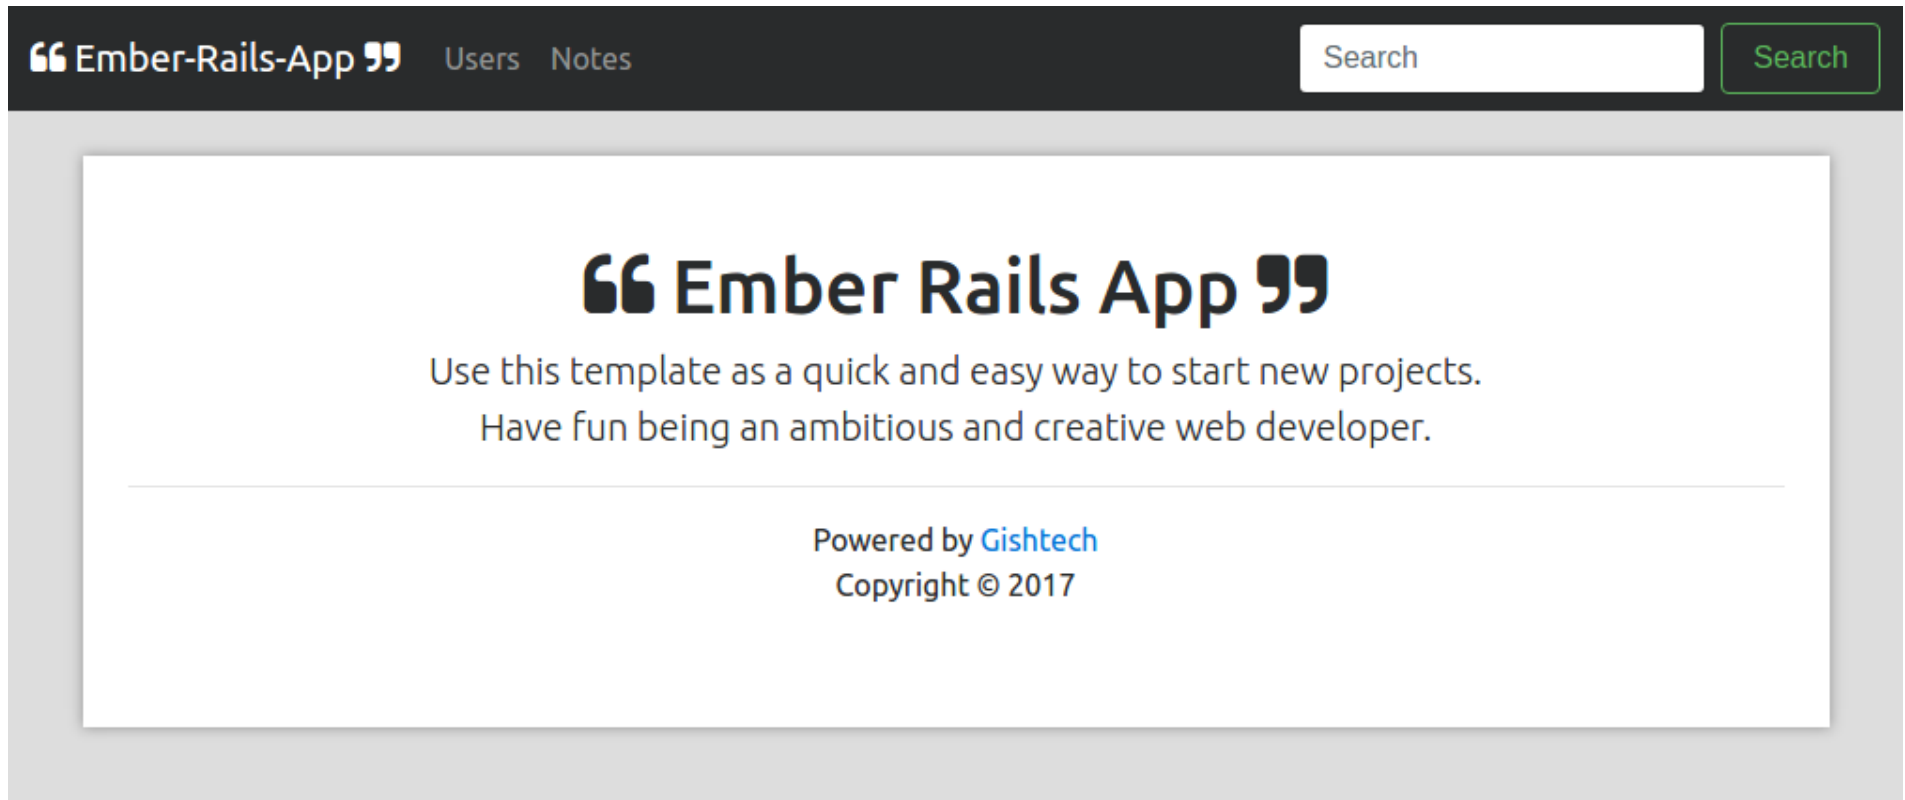 ❝ Ember-Rails-App ❞ Users Notes Search Search
❝ Ember Rails App ❞
Use this template as a quick and easy way to start new projects.
Have fun being an ambitious and creative web developer.
Powered by Gishtech
Copyright © 2017